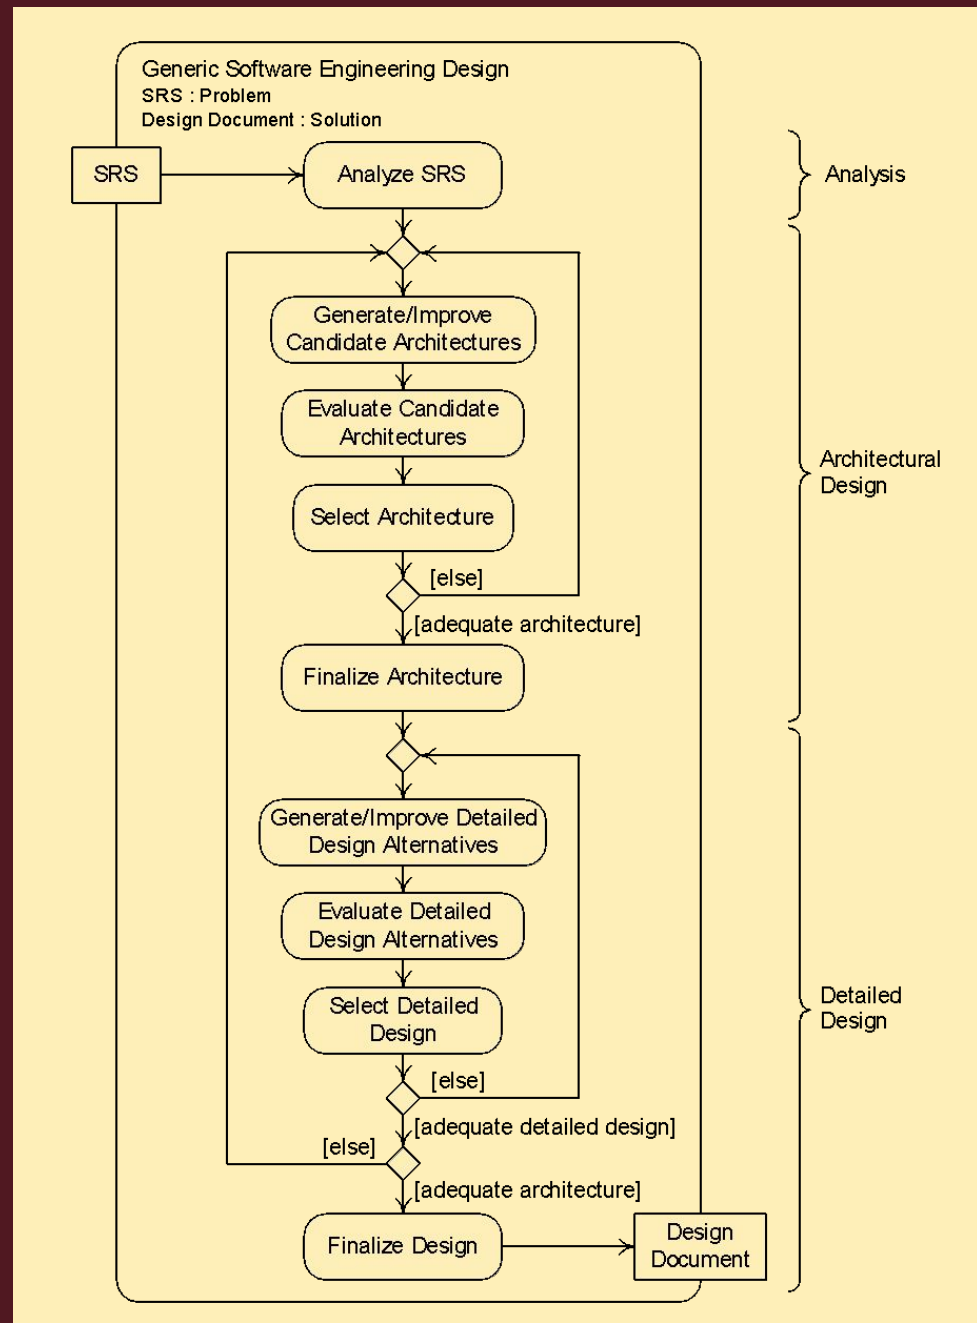 Generic Software Engineering Design
SRS : Problem
Design Document : Solution
SRS
Analyze SRS
Analysis
Generate/Improve
Candidate Architectures
Evaluate Candidate
Architectures
Architectural
Design
Select Architecture
[else]
[adequate architecture]
Finalize Architecture
Generate/Improve Detailed
Design Alternatives
Evaluate Detailed
Design Alternatives
Select Detailed
Design
Detailed
Design
[else]
[adequate detailed design]
[else]
[adequate architecture]
Finalize Design
Design
Document